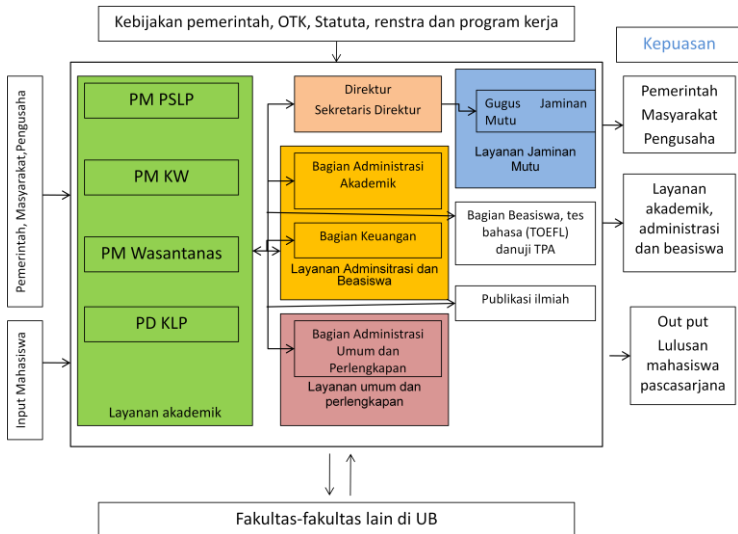 Kebijakan pemerintah, OTK, Statuta, renstra dan program kerja
Kepuasan
Pemerintah, Masyarakat,Pengusaha
Input Mahasiswa
PM PSLP
PM KW
PM Wasantanas
PD KLP
Layanan akademik
Direktur
Sekretaris Direktur
Bagian Administrasi
Akademik
Bagian Keuangan
Layanan Adminsitrasi dan
Beasiswa
Bagian Administrasi
Umum dan
Perlengkapan
Layanan umum dan
perlengkapan
Gugus Jaminan
Mutu
Layanan Jaminan
Mutu
Bagian Beasiswa, tes
bahasa (TOEFL)
danuji TPA
Publikasi ilmiah
Pemerintah
Masyarakat
Pengusaha
Layanan
akademik,
administrasi
dan beasiswa
Out put
Lulusan
mahasiswa
pascasarjana
Fakultas-fakultas lain di UB